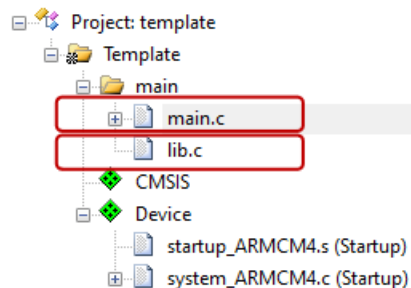 Project: template
Template
main
main.c
lib.c
CMSIS
Device
startup_ARMCM4.s (Startup)
system_ARMCM4.c (Startup)